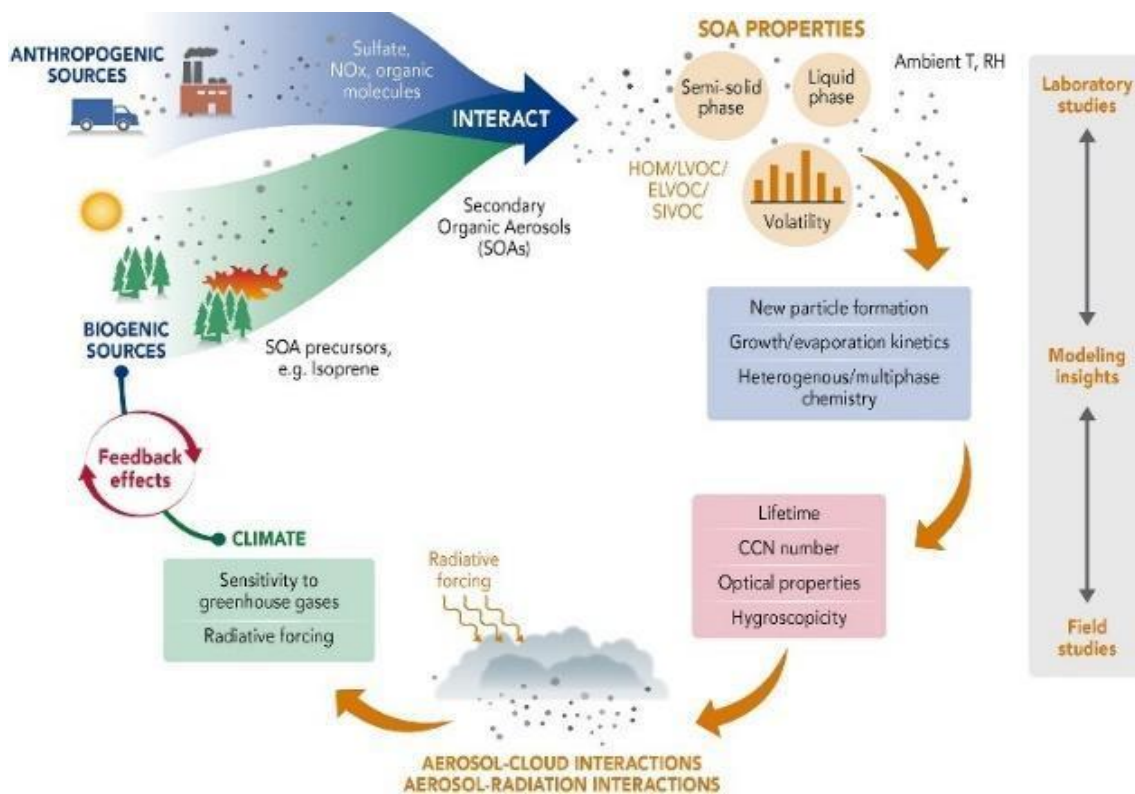 ANTHROPOGENIC
SOURCES
Sulfate,
NOx, organic
molecules
INTERACT
SOA PROPERTIES
Semi-solid
phase
Liquid
phase
Ambient T, RH
HOM/LVOC/
ELVOC/
SIVOC
Volatility
Secondary
Organic Aerosols
(SOAs)
BIOGENIC
SOURCES
SOA precursors,
e.g. Isoprene
New particle formation
Growth/evaporation kinetics
Heterogenous/multiphase
chemistry
Feedback
effects
CLIMATE
Sensitivity to
greenhouse gases
Radiative forcing
Radiative
forcing
Lifetime
CCN number
Optical properties
Hygroscopicity
AEROSOL-CLOUD INTERACTIONS
AEROSOL-RADIATION INTERACTIONS
Laboratory
studies
Modeling
insights
Field
studies